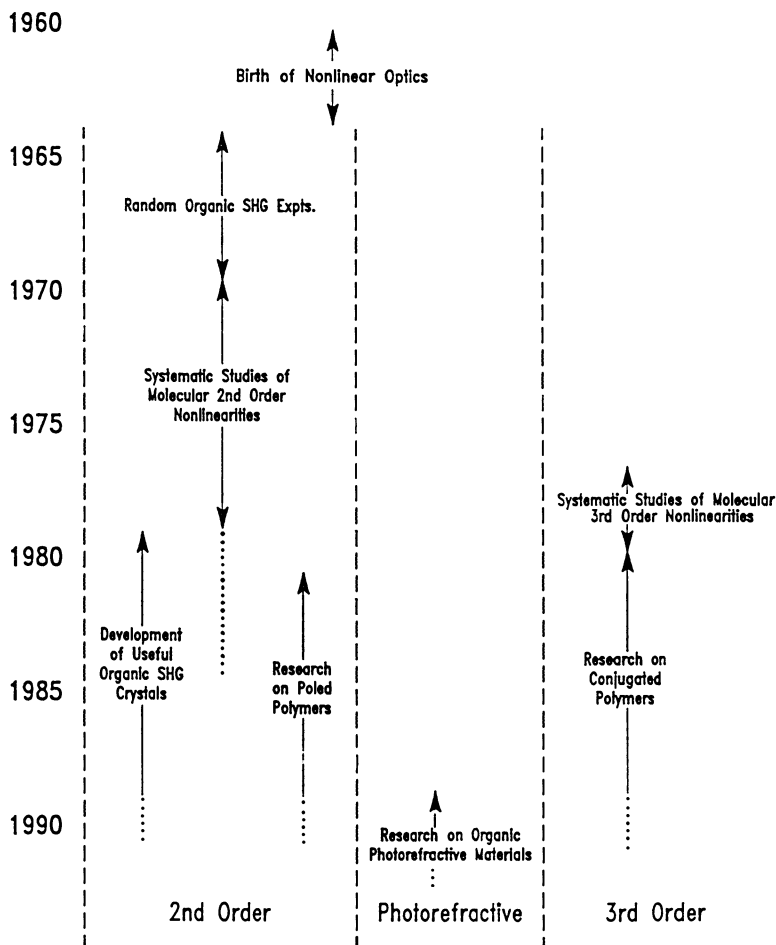 1960
Birth of Nonlinear Optics
1965
Random Organic SHG Expts.
1970
Systematic Studies of
Molecular 2nd Order
Nonlinearities
1975
Systematic Studies of Molecular
3rd Order Nonlinearities
1980
Development
of Useful
Organic SHG
Crystals
Research
on Poled
Polymers
Research on
Conjugated
Polymers
1985
1990
Research on Organic
Photorefractive Materials
2nd Order
Photorefractive
3rd Order